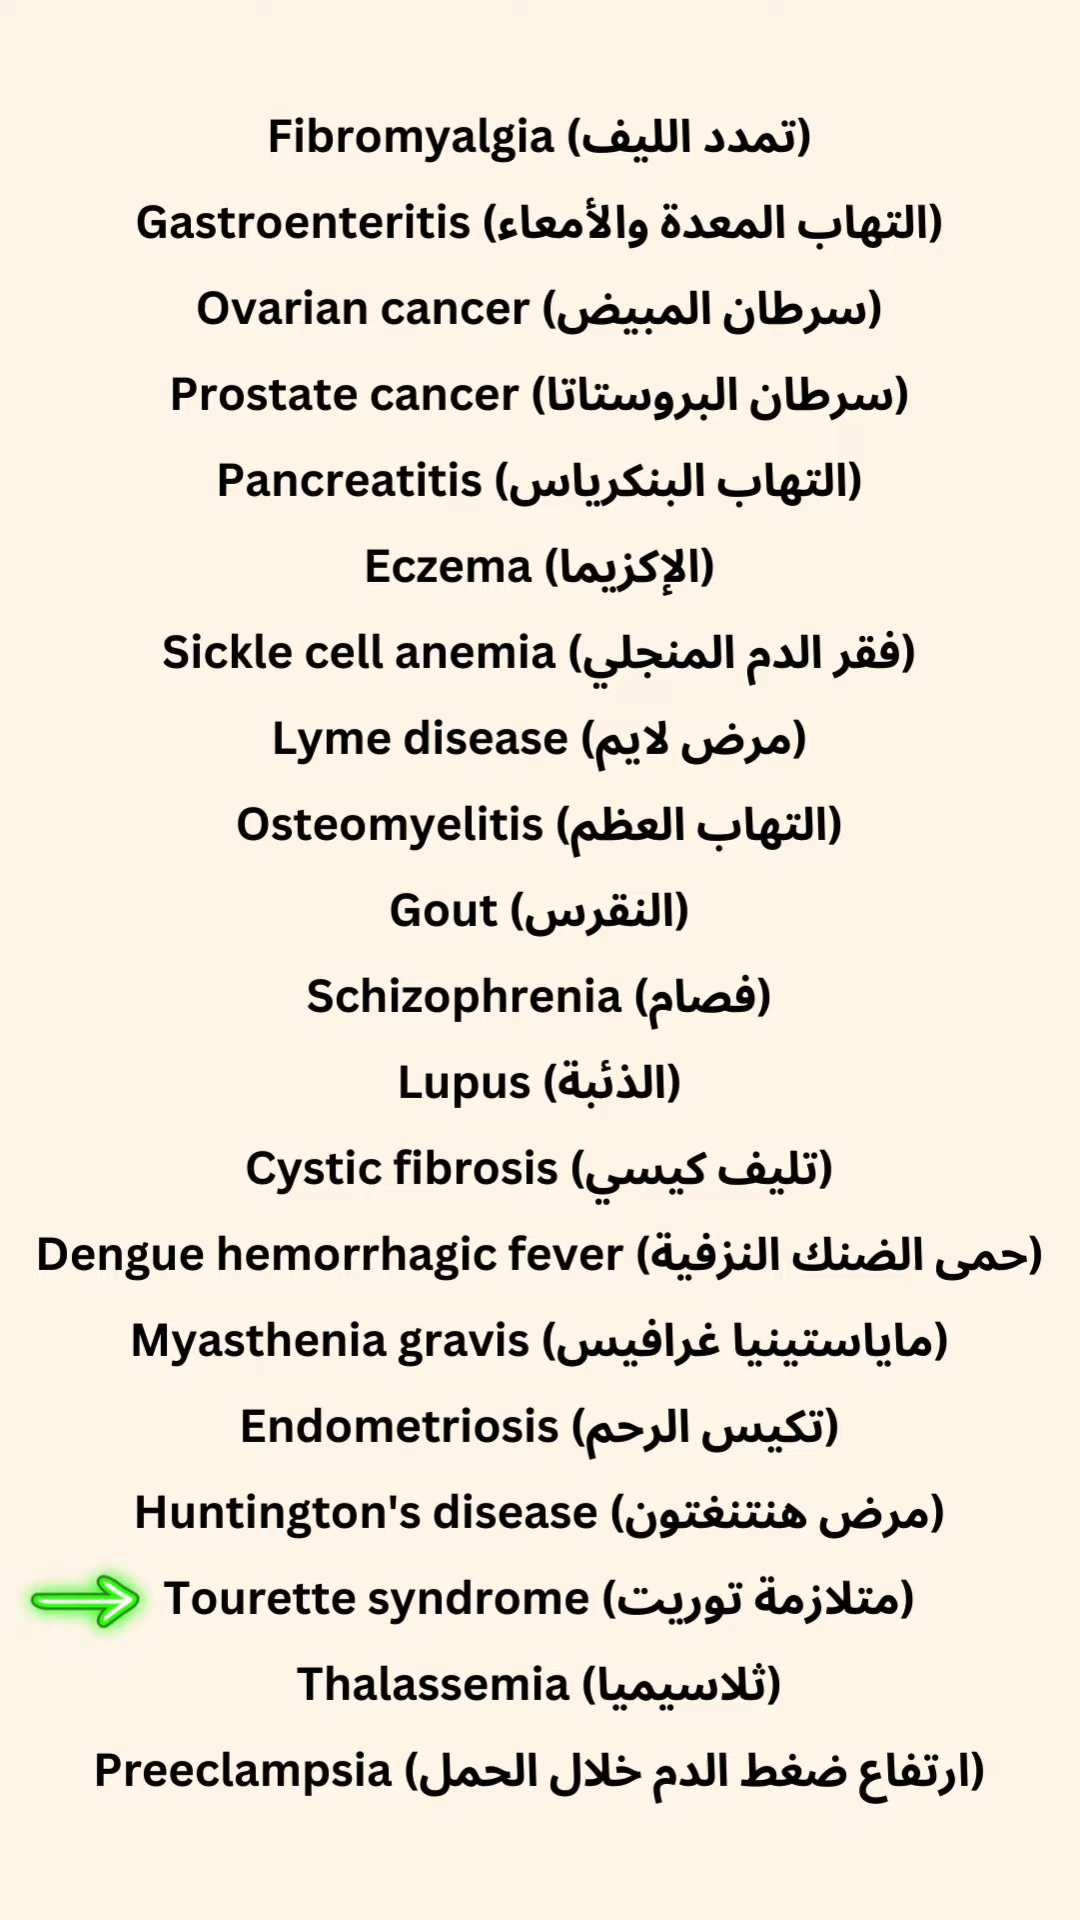 Fibromyalgia (تمدد الليف)
Gastroenteritis (التهاب المعدة والأمعاء)
Ovarian cancer (سرطان المبيض)
Prostate cancer (سرطان البروستاتا)
Pancreatitis (التهاب البنكرياس)
Eczema (الإكزيما)
Sickle cell anemia (فقر الدم المنجلي)
Lyme disease (مرض لايم)
Osteomyelitis (التهاب العظم)
Gout (النقرس)
Schizophrenia (فصام)
Lupus (الذئبة)
Cystic fibrosis (تليف كيسي)
Dengue hemorrhagic fever (حمى الضنك النزفية)
Myasthenia gravis (ماياستينيا غرافيس)
Endometriosis (تكيس الرحم)
Huntington's disease (مرض هنتنغتون)
Tourette syndrome (متلازمة توريت)
Thalassemia (ثلاسيميا)
Preeclampsia (ارتفاع ضغط الدم خلال الحمل)